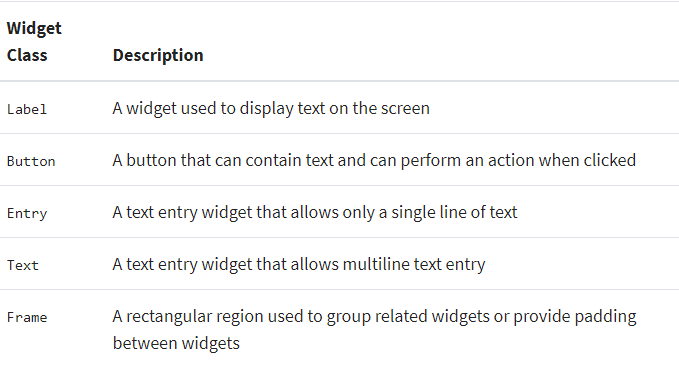 Widget
Class Description
Label A widget used to display text on the screen
Button A button that can contain text and can perform an action when clicked
Entry A text entry widget that allows only a single line of text
Text A text entry widget that allows multiline text entry
Frame A rectangular region used to group related widgets or provide padding
between widgets